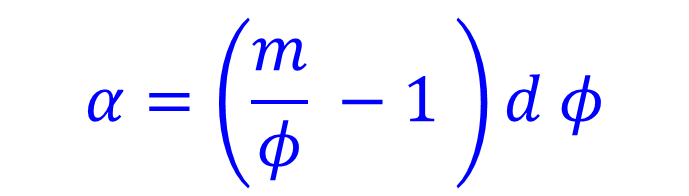 α = (m/ϕ − 1) d ϕ